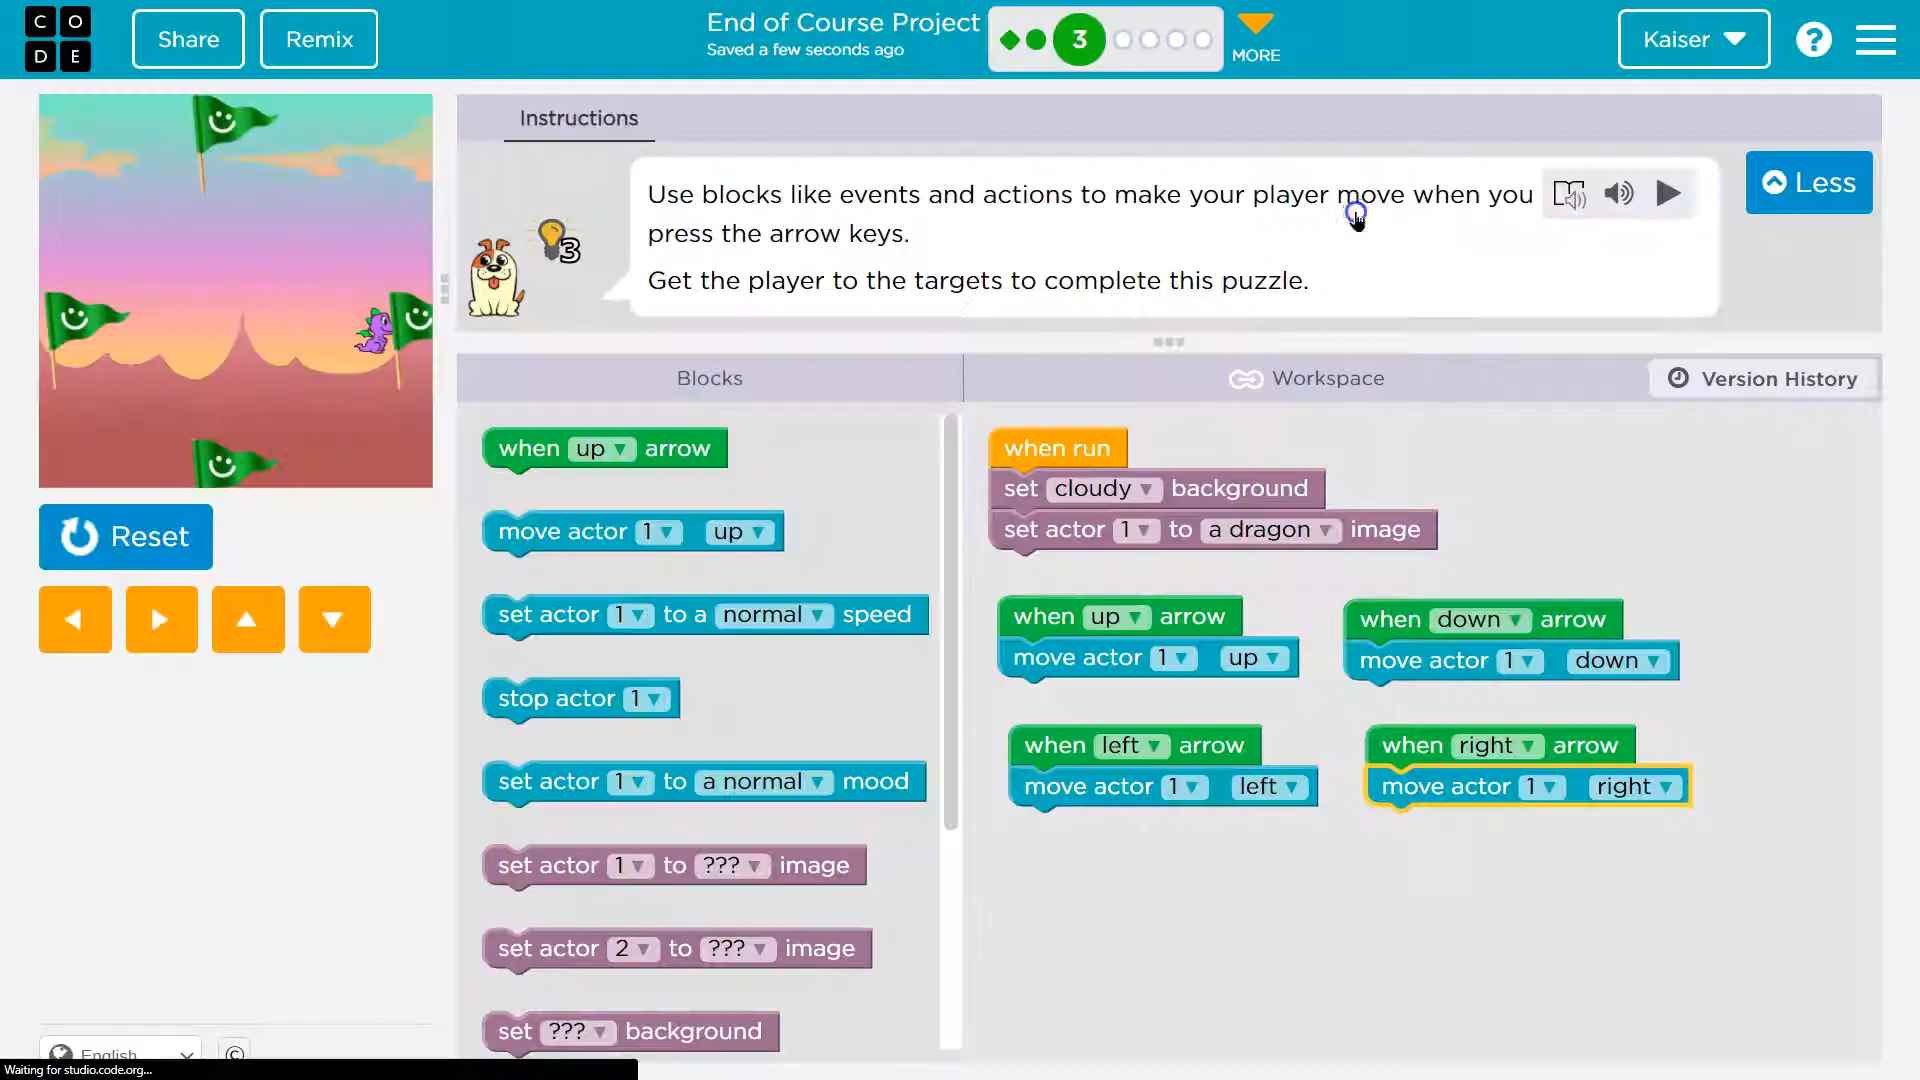 C O
D E
Share
Remix
End of Course Project
Saved a few seconds ago
3
MORE
Kaiser
?
Instructions
3
Use blocks like events and actions to make your player move when you
press the arrow keys.
Get the player to the targets to complete this puzzle.
Less
Blocks
Workspace
Version History
Reset
when up arrow
move actor 1 up
set actor 1 to a normal speed
stop actor 1
set actor 1 to a normal mood
set actor 1 to ??? image
set actor 2 to ??? image
set ??? background
when run
set cloudy background
set actor 1 to a dragon image
when up arrow
move actor 1 up
when down arrow
move actor 1 down
when left arrow
move actor 1 left
when right arrow
move actor 1 right
English
©
Waiting for studio.code.org...